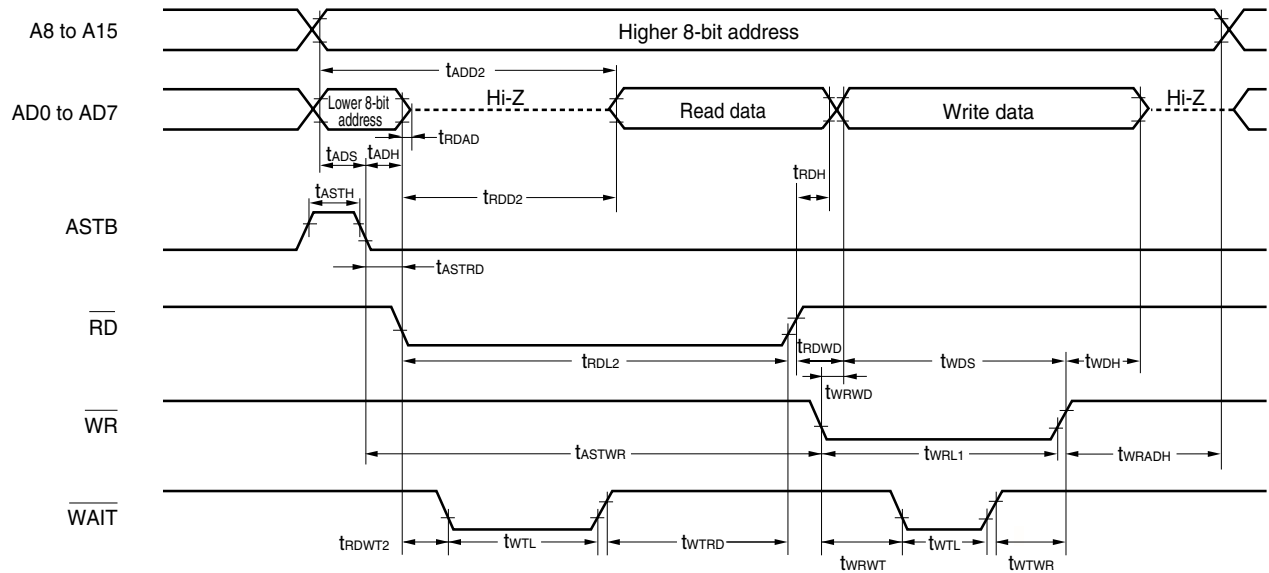 A8 to A15
Higher 8-bit address
tADD2
AD0 to AD7
Lower 8-bit
address
Hi-Z
Read data
Write data
Hi-Z
tRDAD
tADS
tADH
tRDH
tASTH
tRDD2
ASTB
tASTRD
RD
tRDL2
tRDWD
tWDS
tWDH
tWRWD
WR
tASTWR
tWRL1
tWRADH
WAIT
tRDWT2
tWTL
tWTRD
tWRWT
tWTL
tWTWR